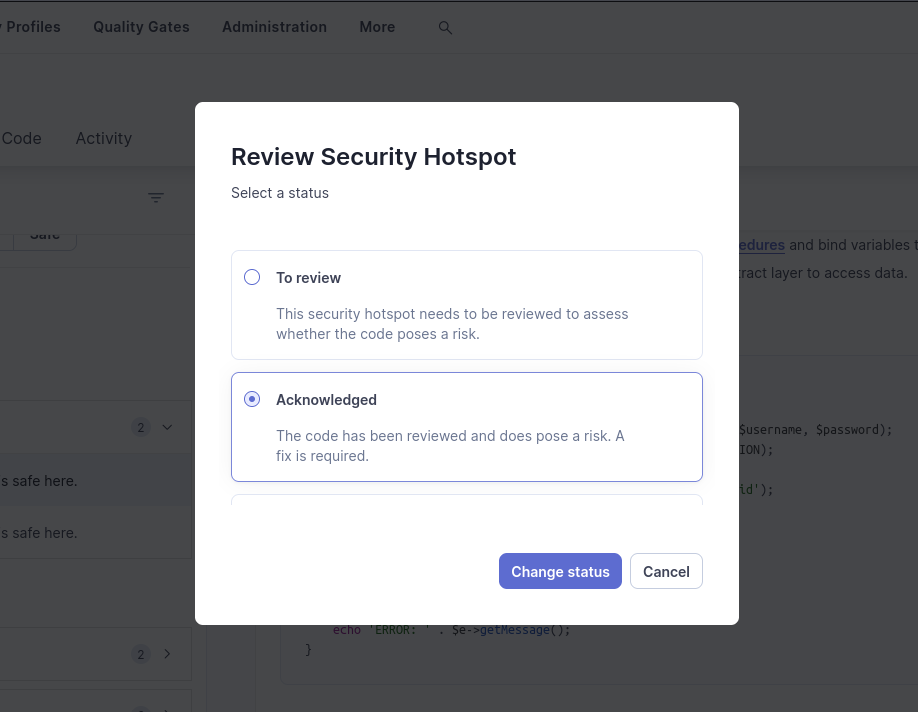 Profiles Quality Gates Administration More
Code Activity
Safe
Review Security Hotspot
Select a status
edures and bind variables
tract layer to access data.
To review
This security hotspot needs to be reviewed to assess
whether the code poses a risk.
Acknowledged
The code has been reviewed and does pose a risk. A
fix is required.
2
$username, $password);
ION);
s safe here.
id');
s safe here.
Change status Cancel
echo 'ERROR: ' . $e->getMessage();
}
2